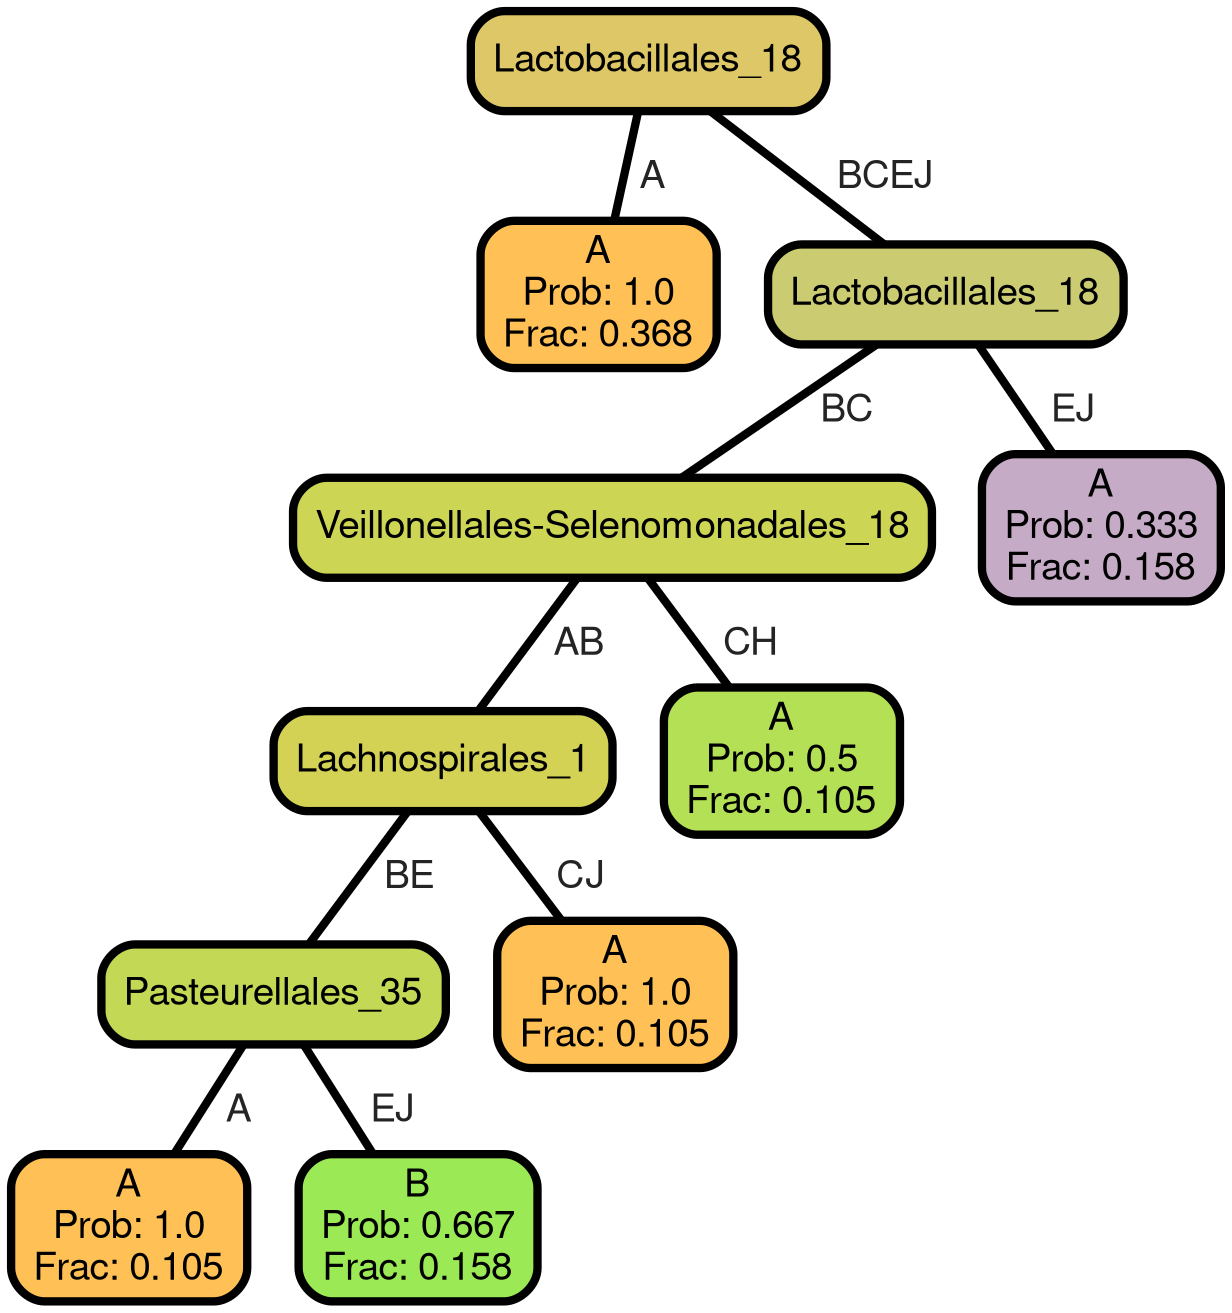 Lactobacillales_18
A
BCEJ
A
Prob: 1.0
Frac: 0.368
Lactobacillales_18
BC
EJ
Veillonellales-Selenomonadales_18
A
Prob: 0.333
Frac: 0.158
AB
CH
Lachnospirales_1
A
Prob: 0.5
Frac: 0.105
BE
CJ
Pasteurellales_35
A
Prob: 1.0
Frac: 0.105
A
EJ
A
Prob: 1.0
Frac: 0.105
B
Prob: 0.667
Frac: 0.158